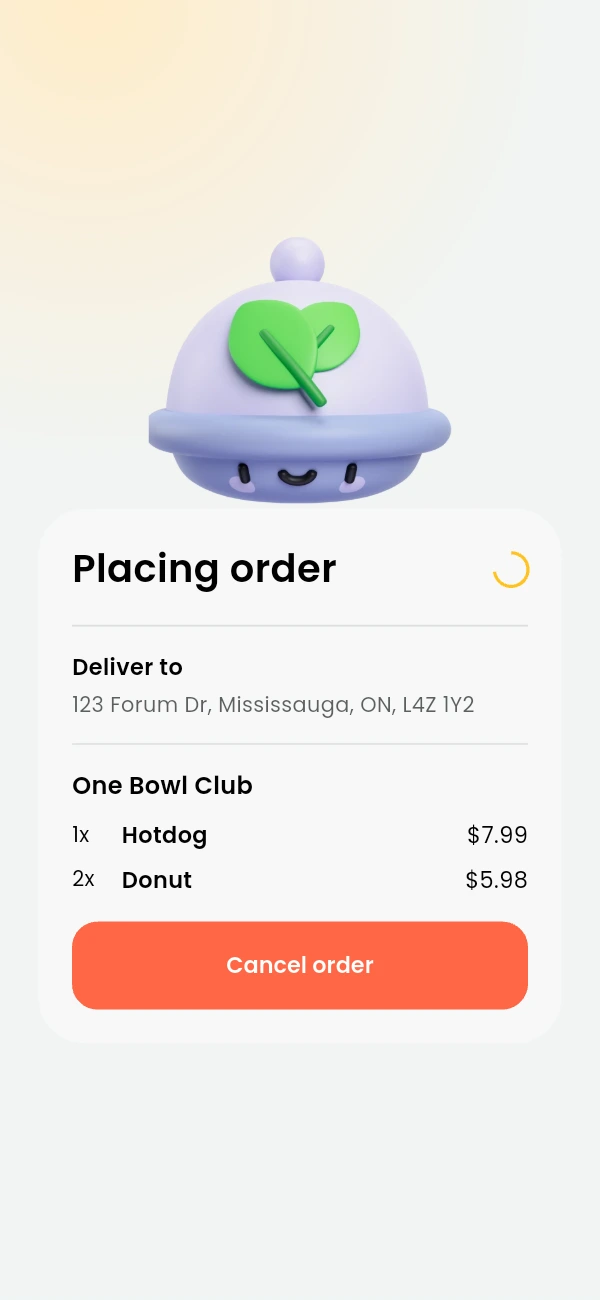 Placing order
Deliver to
123 Forum Dr, Mississauga, ON, L4Z 1Y2
One Bowl Club
1x Hotdog $7.99
2x Donut $5.98
Cancel order